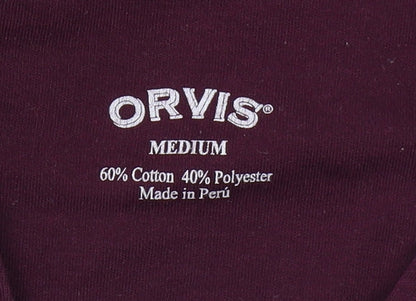 ORVIS®
MEDIUM
60% Cotton 40% Polyester
Made in Perú